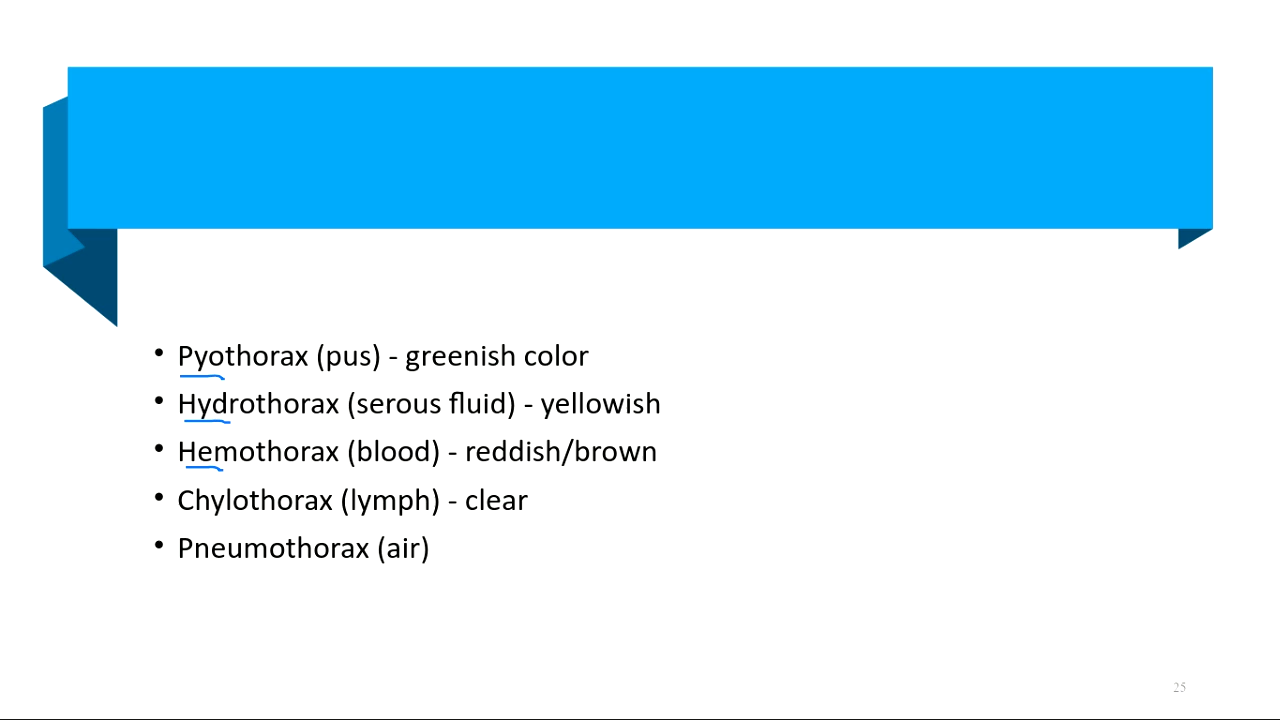 • Pyothorax (pus) - greenish color
• Hydrothorax (serous fluid) - yellowish
• Hemothorax (blood) - reddish/brown
• Chylothorax (lymph) - clear
• Pneumothorax (air)
25